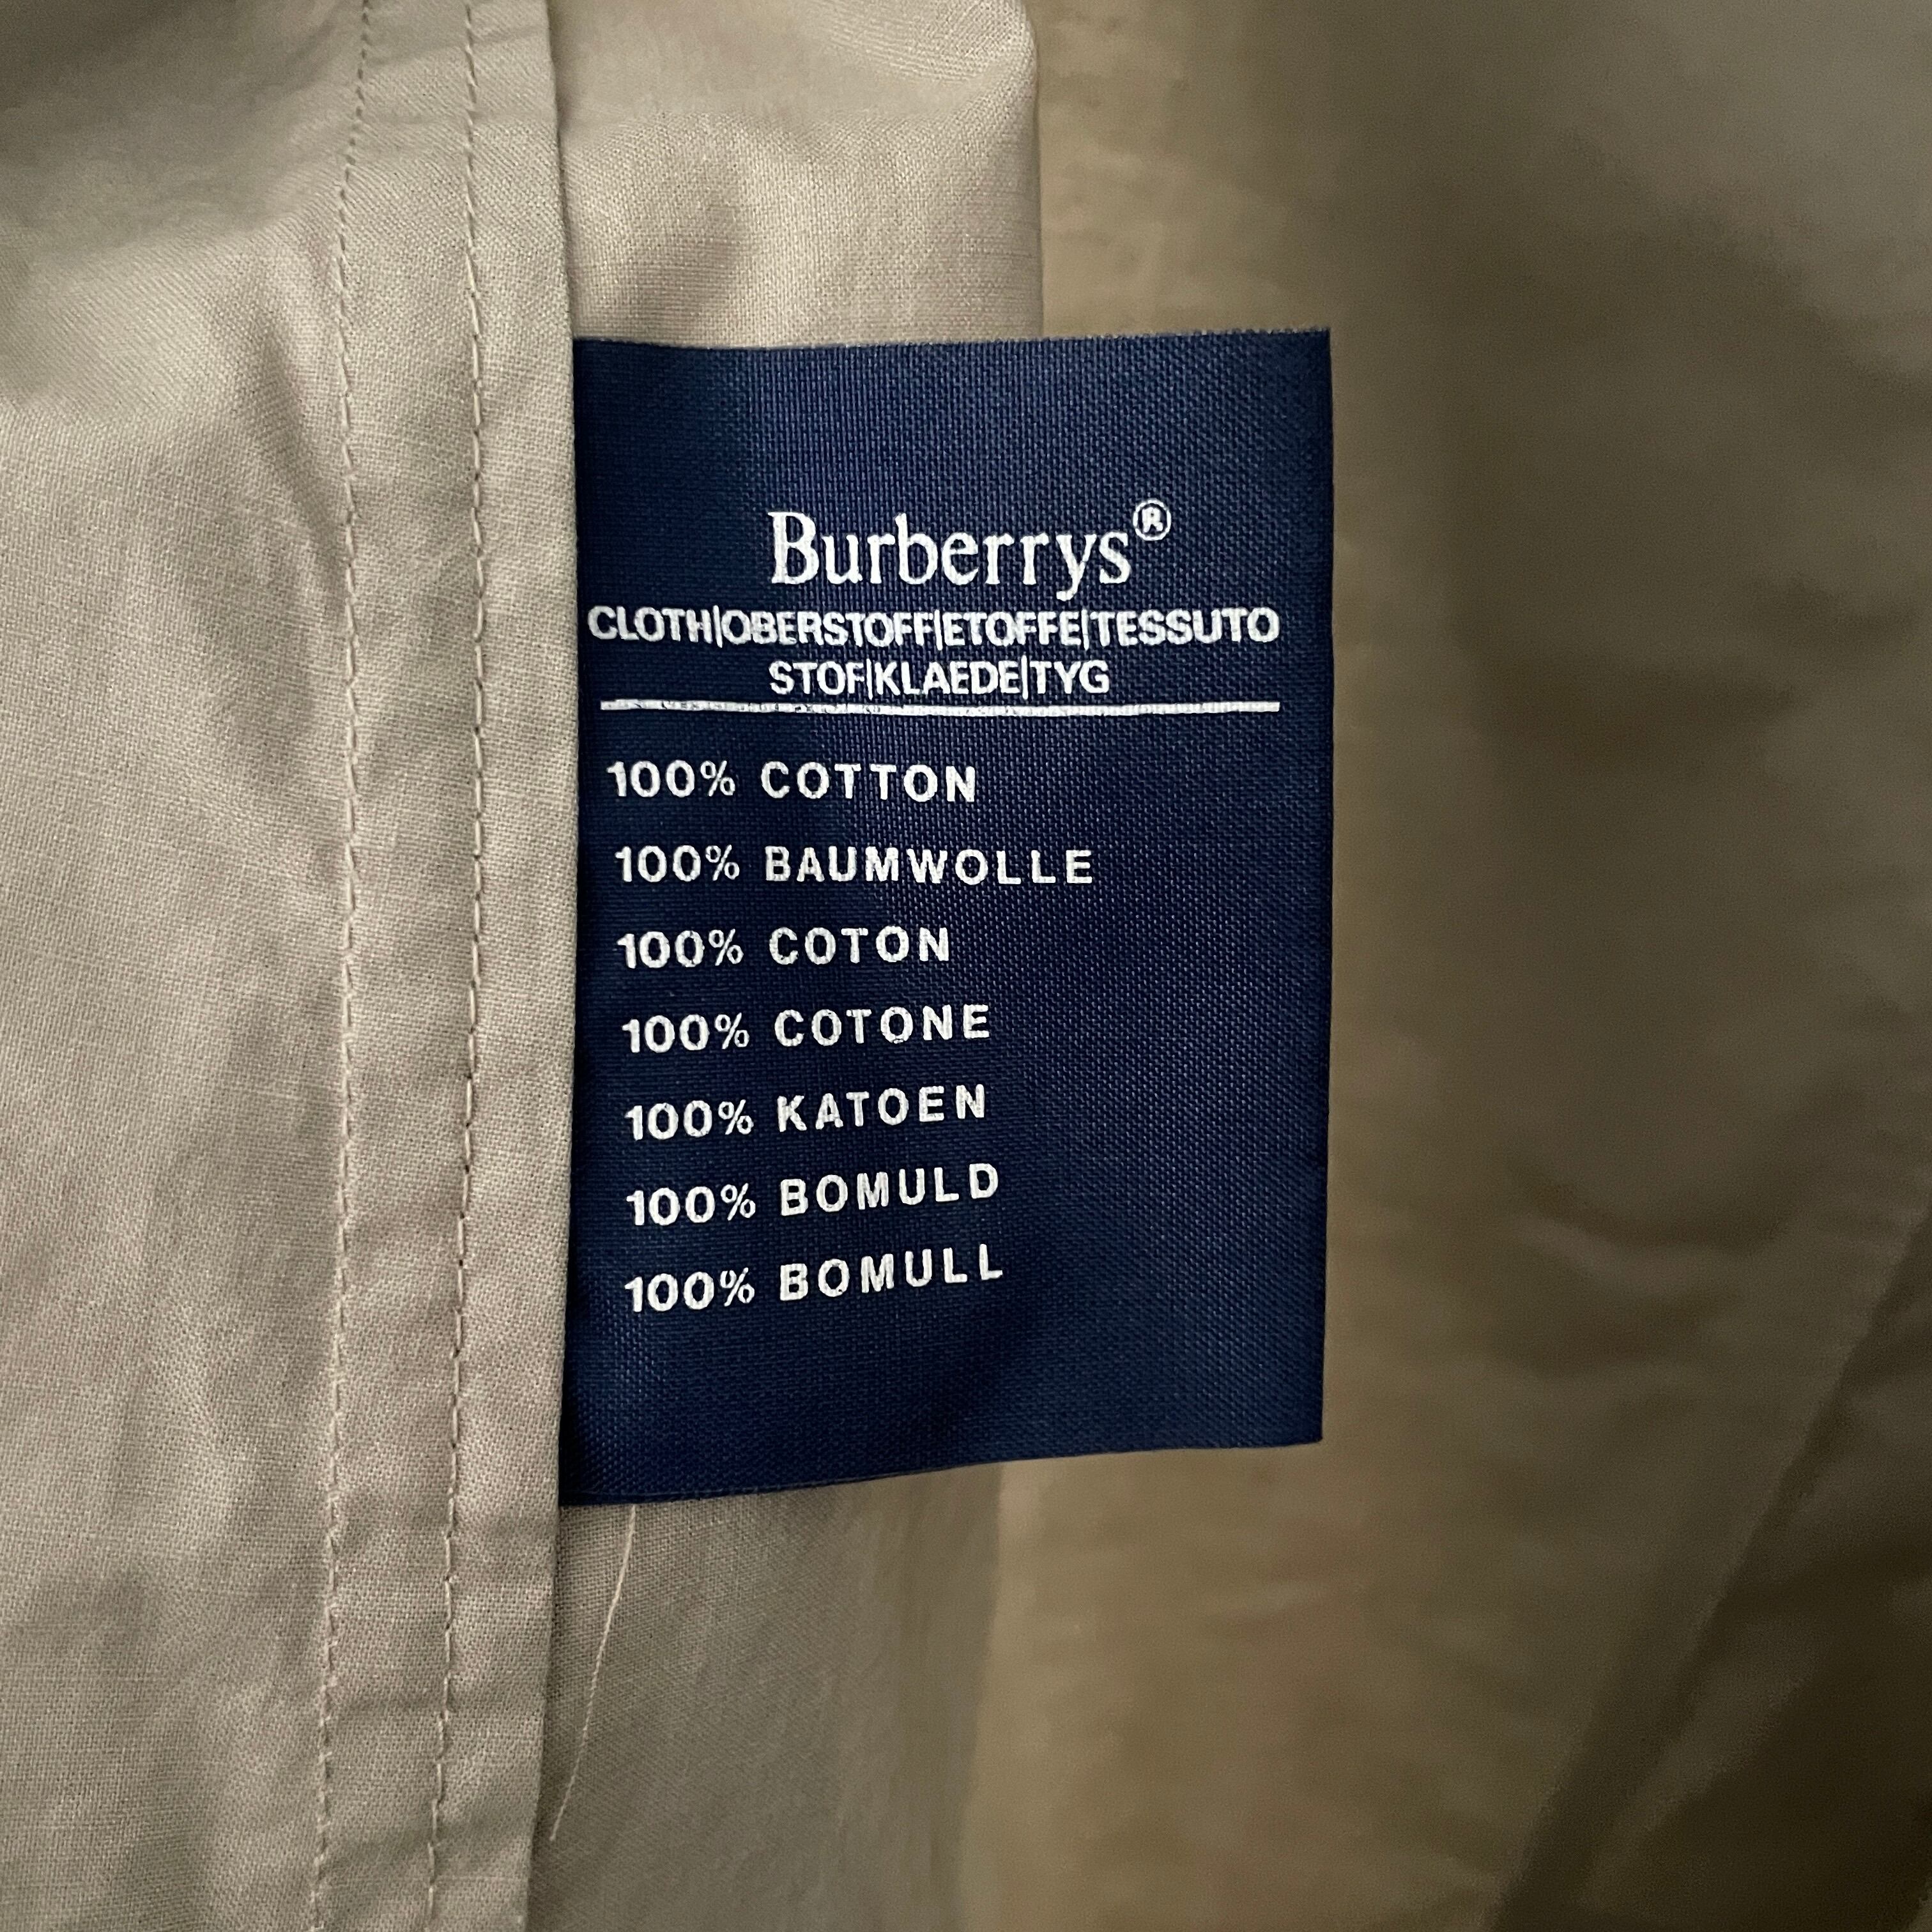 Burberrys®
CLOTH|OBERSTOFF|ETOFFE|TESSUTO
STOF|KLAEDE|TYG
100% COTTON
100% BAUMWOLLE
100% COTON
100% COTONE
100% KATOEN
100% BOMULD
100% BOMULL